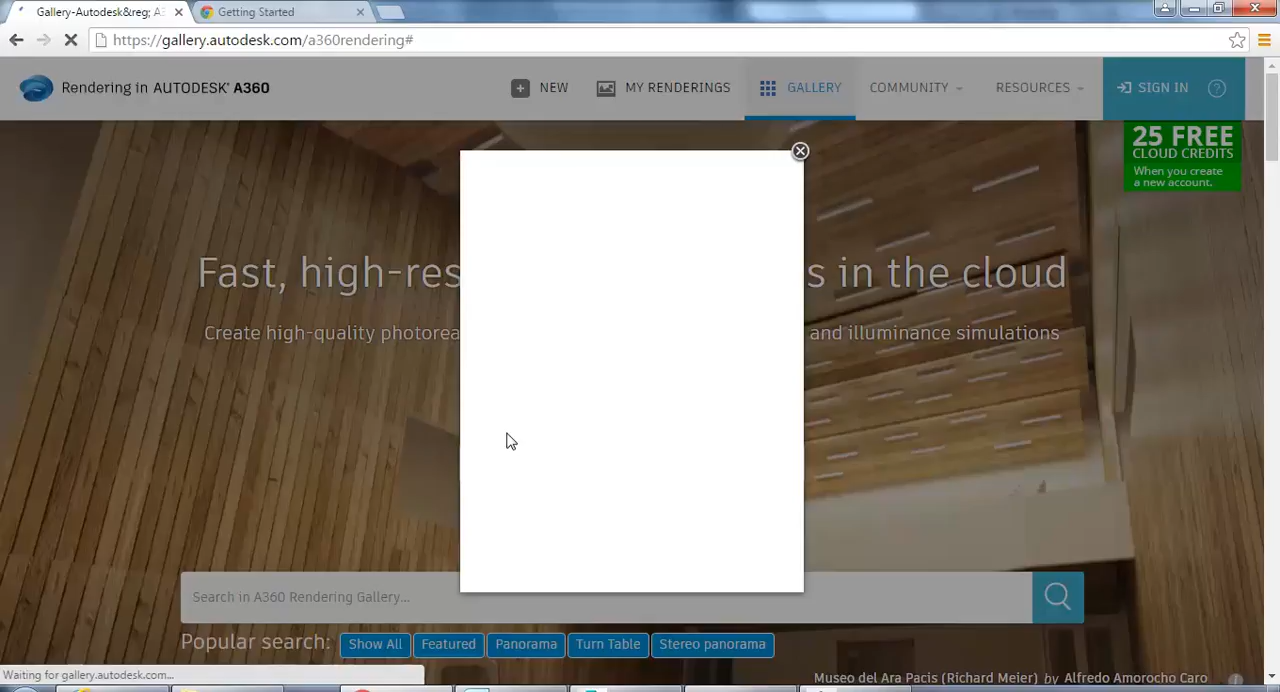 Gallery-Autodesk&reg; A3
Getting Started
https://gallery.autodesk.com/a360rendering#
Rendering in AUTODESK® A360
NEW
MY RENDERINGS
GALLERY
COMMUNITY
RESOURCES
SIGN IN
25 FREE
CLOUD CREDITS
When you create
a new account.
Fast, high-res
s in the cloud
Create high-quality photorea
and illuminance simulations
Search in A360 Rendering Gallery...
Popular search:
Show All
Featured
Panorama
Turn Table
Stereo panorama
Waiting for gallery.autodesk.com...
Museo del Ara Pacis (Richard Meier) by Alfredo Amorocho Caro